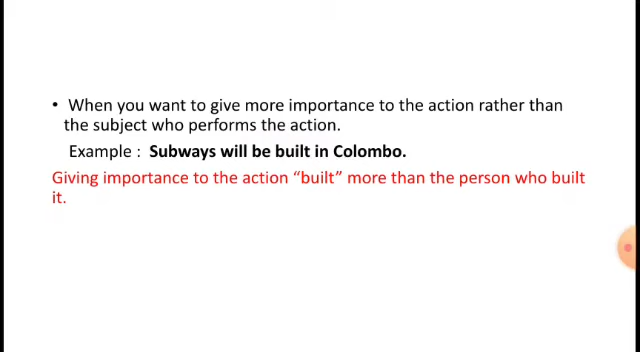 • When you want to give more importance to the action rather than
the subject who performs the action.
Example : Subways will be built in Colombo.
Giving importance to the action “built” more than the person who built
it.